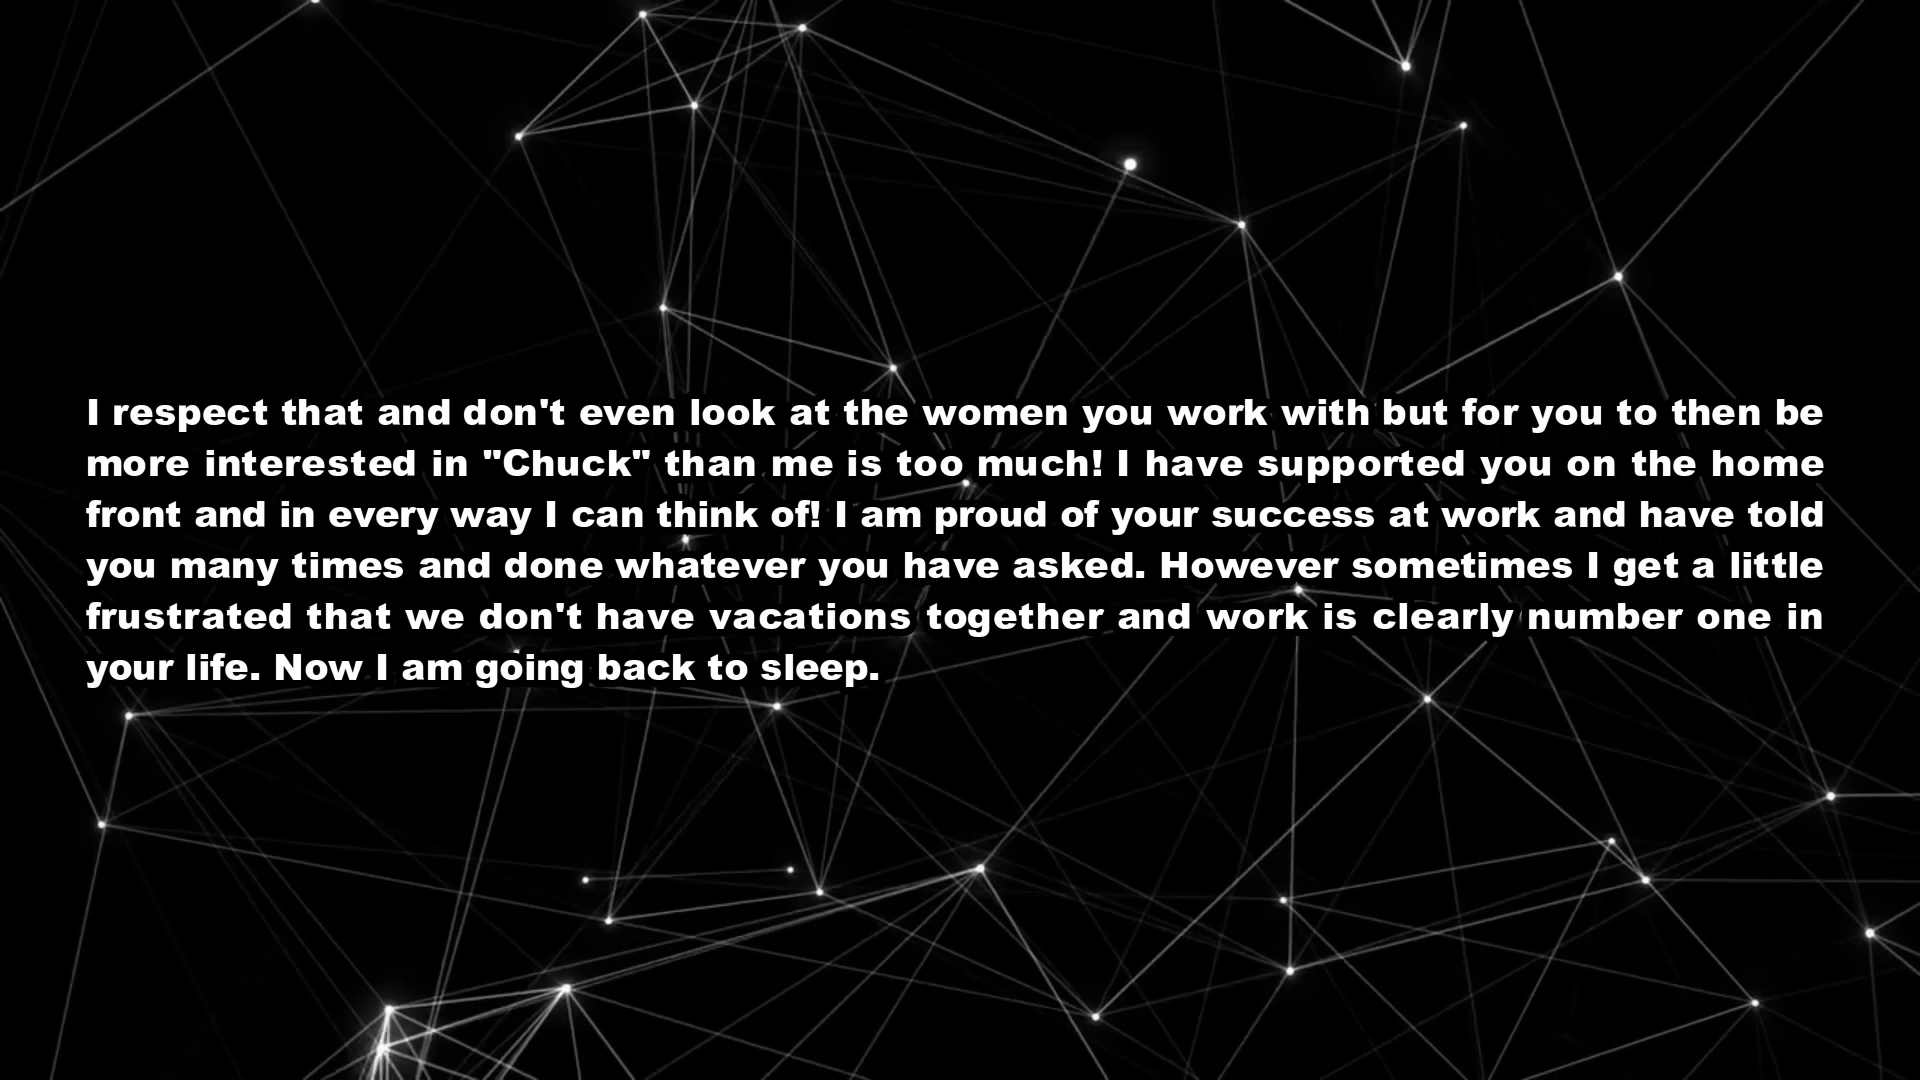 I respect that and don't even look at the women you work with but for you to then be
more interested in "Chuck" than me is too much! I have supported you on the home
front and in every way I can think of! I am proud of your success at work and have told
you many times and done whatever you have asked. However sometimes I get a little
frustrated that we don't have vacations together and work is clearly number one in
your life. Now I am going back to sleep.